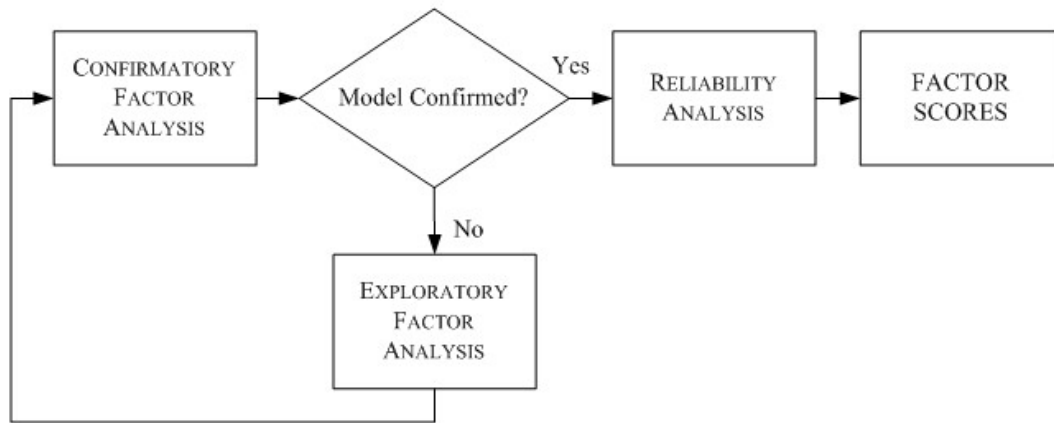 CONFIRMATORY
FACTOR
ANALYSIS
Model Confirmed?
Yes
RELIABILITY
ANALYSIS
FACTOR
SCORES
No
EXPLORATORY
FACTOR
ANALYSIS